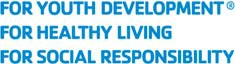 FOR YOUTH DEVELOPMENT®
FOR HEALTHY LIVING
FOR SOCIAL RESPONSIBILITY